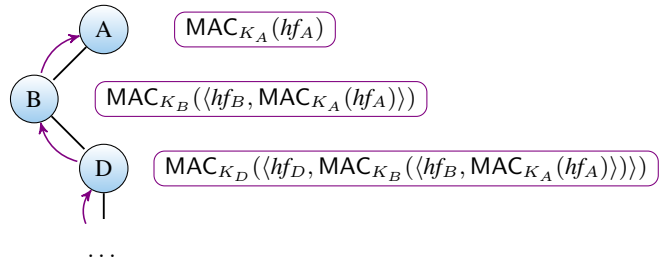 A MAC_{K_A}(hf_A)
B MAC_{K_B}(⟨hf_B, MAC_{K_A}(hf_A)⟩)
D MAC_{K_D}(⟨hf_D, MAC_{K_B}(⟨hf_B, MAC_{K_A}(hf_A)⟩)⟩)
...